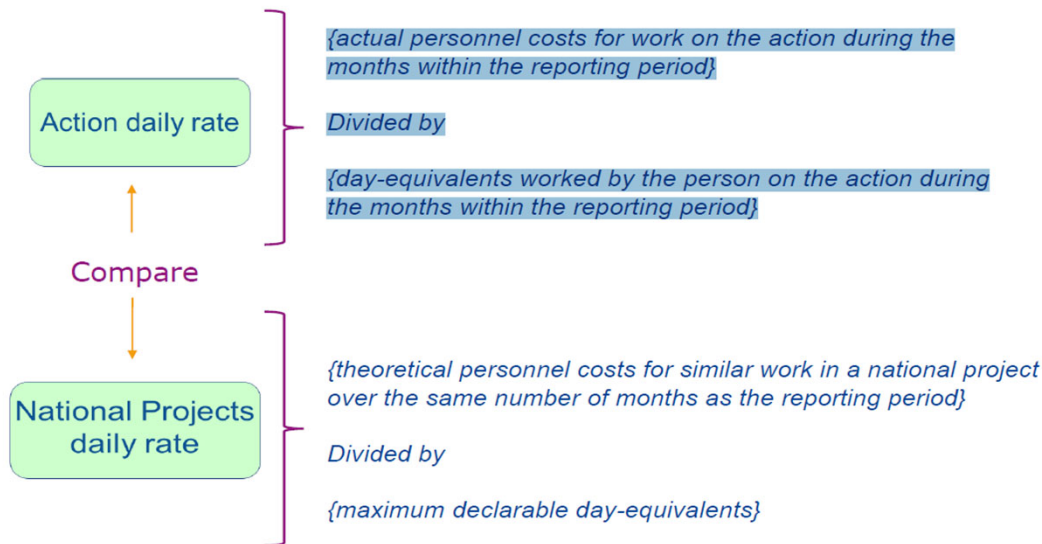 {actual personnel costs for work on the action during the
months within the reporting period}
Action daily rate
Divided by
{day-equivalents worked by the person on the action during
the months within the reporting period}
Compare
{theoretical personnel costs for similar work in a national project
over the same number of months as the reporting period}
National Projects
daily rate
Divided by
{maximum declarable day-equivalents}